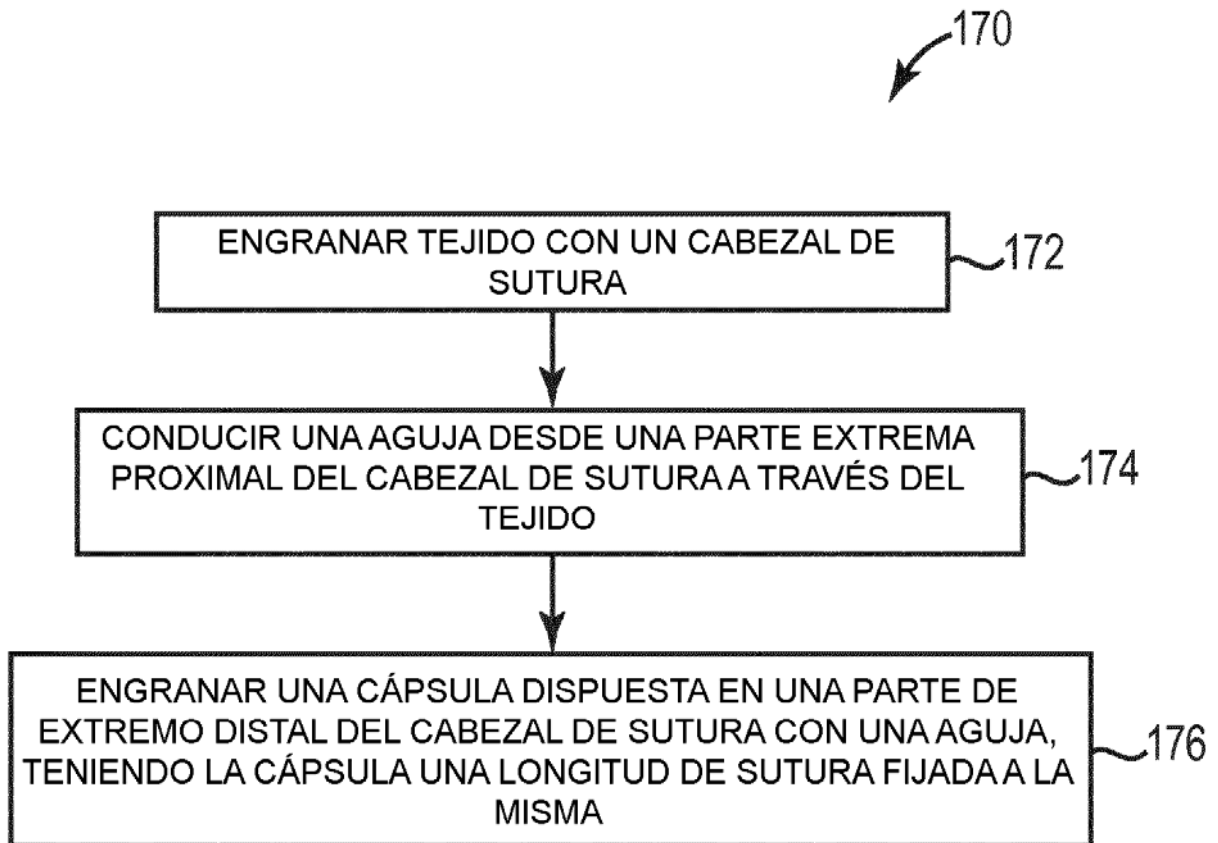 170
ENGRANAR TEJIDO CON UN CABEZAL DE
SUTURA
172
CONDUCIR UNA AGUJA DESDE UNA PARTE EXTREMA
PROXIMAL DEL CABEZAL DE SUTURA A TRAVÉS DEL
TEJIDO
174
ENGRANAR UNA CÁPSULA DISPUESTA EN UNA PARTE DE
EXTREMO DISTAL DEL CABEZAL DE SUTURA CON UNA AGUJA,
TENIENDO LA CÁPSULA UNA LONGITUD DE SUTURA FIJADA A LA
MISMA
176